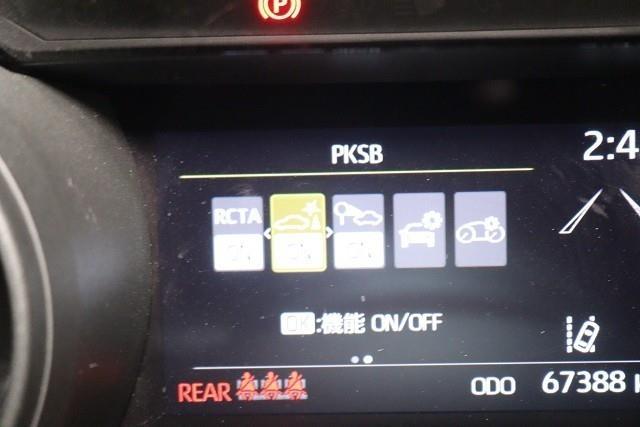 P
PKSB
2:4
RCTA
OK:機能 ON/OFF
REAR
ODO 67388